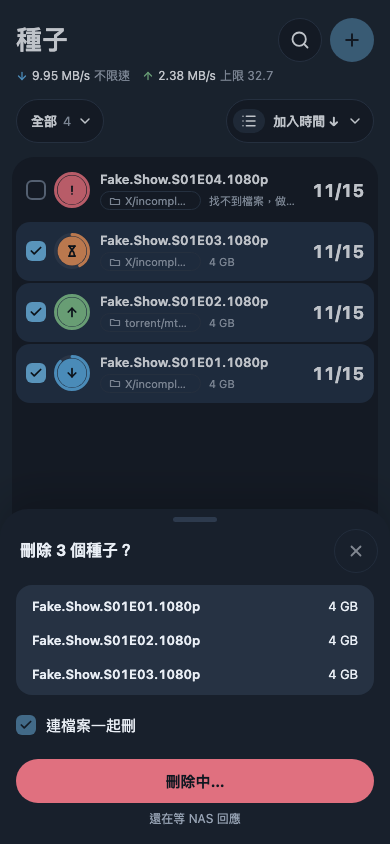 種子
↓ 9.95 MB/s 不限速 ↑ 2.38 MB/s 上限 32.7
全部 4 加入時間 ↓
Fake.Show.S01E04.1080p
X/incompl... 找不到檔案，做... 11/15
Fake.Show.S01E03.1080p
X/incompl... 4 GB 11/15
Fake.Show.S01E02.1080p
torrent/mt... 4 GB 11/15
Fake.Show.S01E01.1080p
X/incompl... 4 GB 11/15
刪除 3 個種子？
Fake.Show.S01E01.1080p 4 GB
Fake.Show.S01E02.1080p 4 GB
Fake.Show.S01E03.1080p 4 GB
連檔案一起刪
刪除中...
還在等 NAS 回應